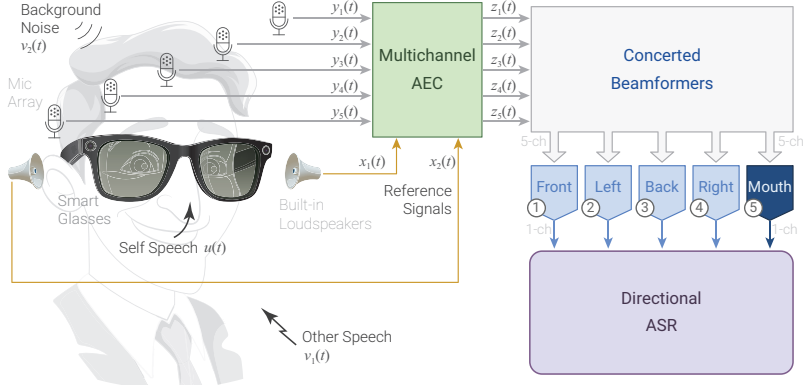 Background
Noise
v₂(t)
Mic
Array
Smart
Glasses
Self Speech u(t)
Built-in
Loudspeakers
Other Speech
v₁(t)
y₁(t)
y₂(t)
y₃(t)
y₄(t)
y₅(t)
Multichannel
AEC
x₁(t)
x₂(t)
Reference
Signals
z₁(t)
z₂(t)
z₃(t)
z₄(t)
z₅(t)
Concerted
Beamformers
5-ch
5-ch
Front
Left
Back
Right
Mouth
1
2
3
4
5
1-ch
1-ch
Directional
ASR